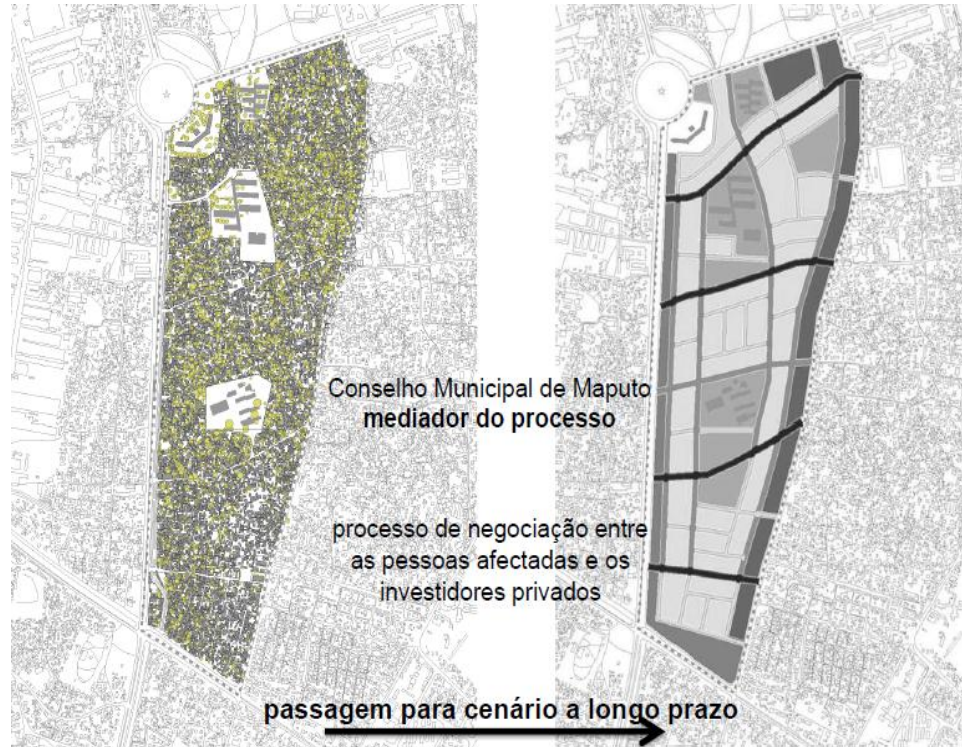 Conselho Municipal de Maputo
mediador do processo
processo de negociação entre
as pessoas afectadas e os
investidores privados
passagem para cenário a longo prazo